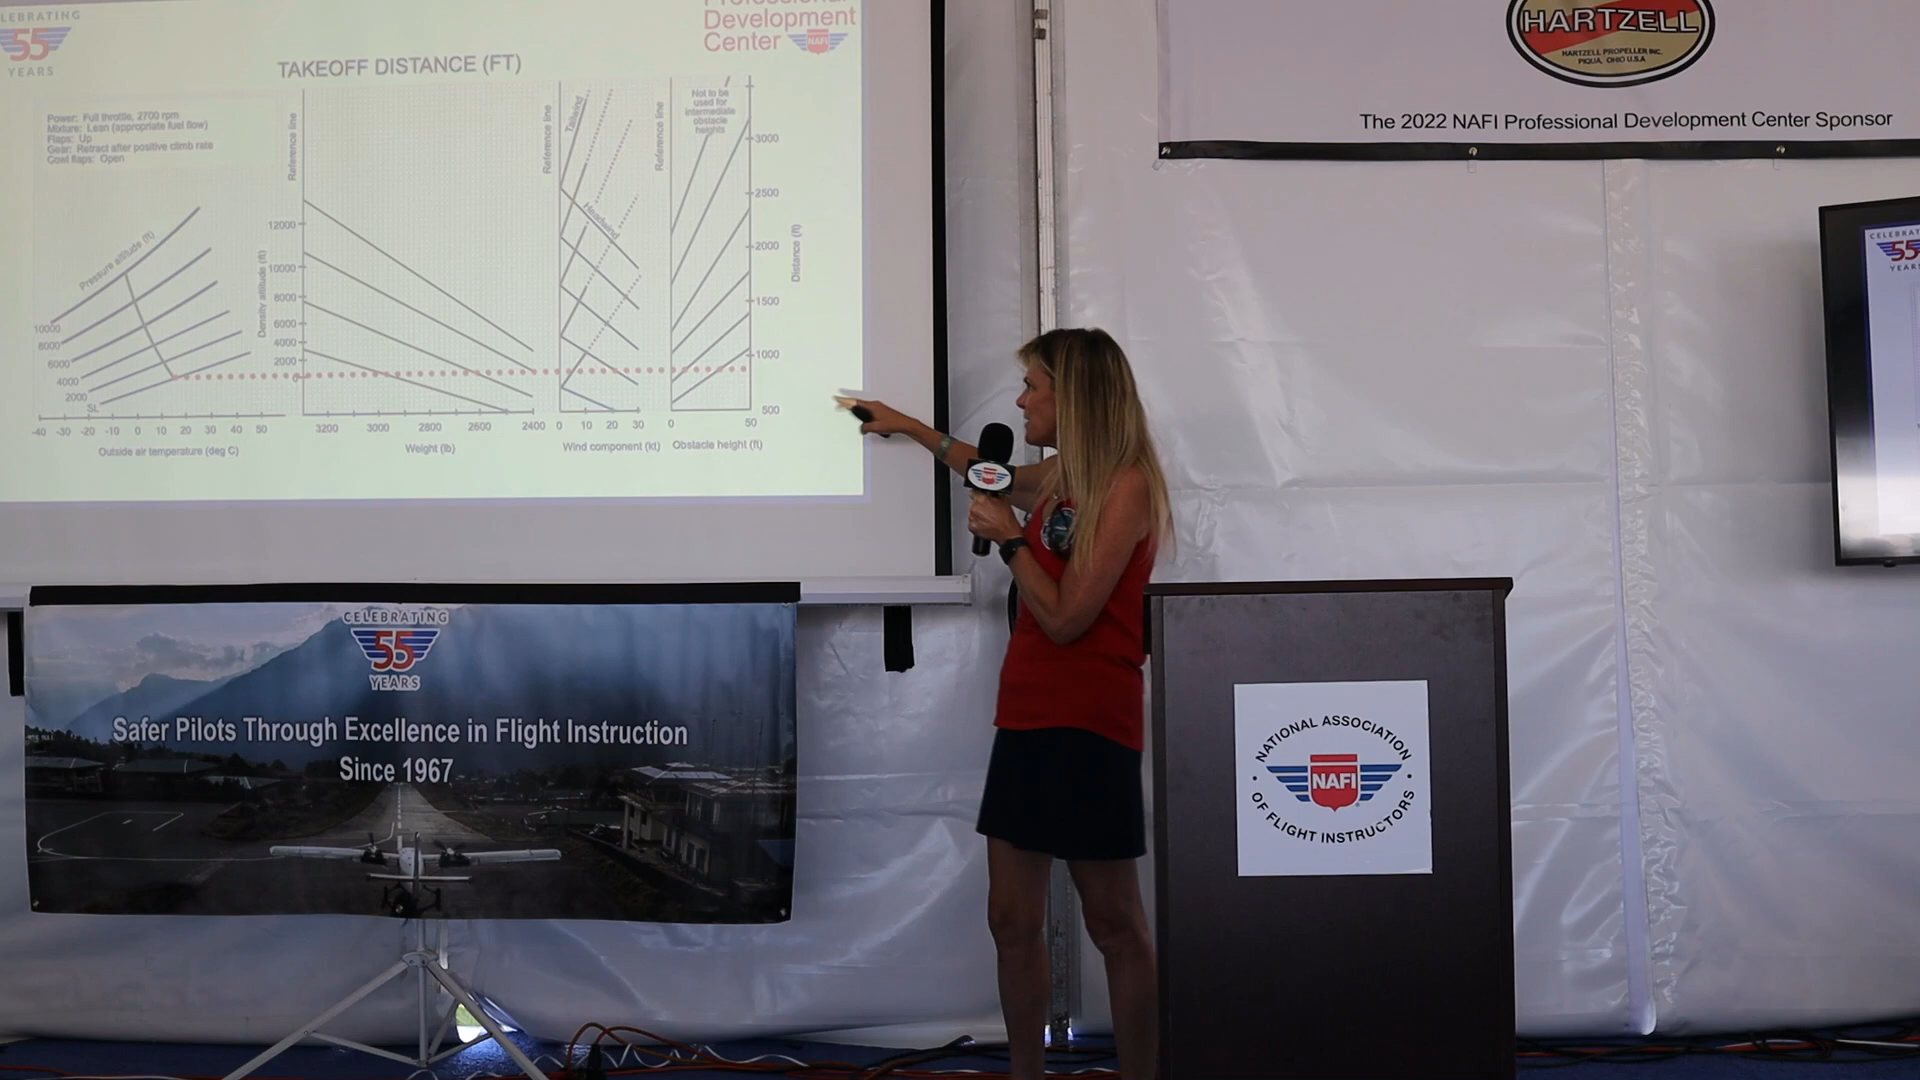 CELEBRATING
55
YEARS
Professional
Development
Center
NAFI
TAKEOFF DISTANCE (FT)
Power: Full throttle, 2700 rpm
Mixture: Lean (appropriate fuel flow)
Flaps: Up
Gear: Retract after positive climb rate
Cowl flaps: Open
Pressure altitude (ft)
10000
8000
6000
4000
2000
SL
-40 -30 -20 -10 0 10 20 30 40 50
Outside air temperature (deg C)
Reference line
Density altitude (ft)
12000
10000
8000
6000
4000
2000
0
3200 3000 2800 2600 2400
Weight (lb)
Reference line
Tailwind
Headwind
0 10 20 30
Wind component (kt)
Reference line
Not to be
used for
intermediate
obstacle
heights
0 50
Obstacle height (ft)
3000
2500
2000
1500
1000
500
Distance (ft)
HARTZELL
HARTZELL PROPELLER INC.
PIQUA, OHIO U.S.A
The 2022 NAFI Professional Development Center Sponsor
55
CELEBRATING
55
YEARS
Safer Pilots Through Excellence in Flight Instruction
Since 1967
NATIONAL ASSOCIATION
NAFI
OF FLIGHT INSTRUCTORS